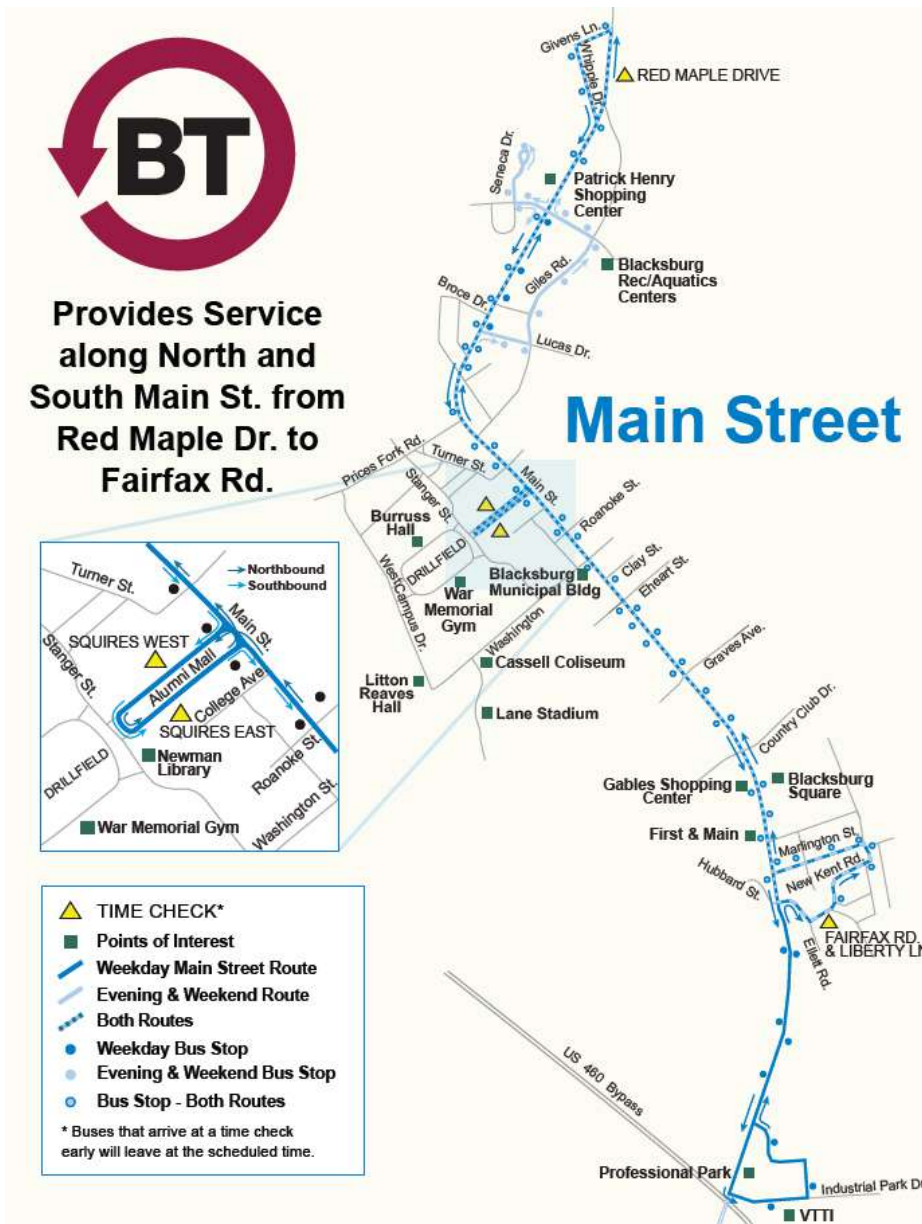 BT
Provides Service
along North and
South Main St. from
Red Maple Dr. to
Fairfax Rd.
Main Street
Givens Ln.
Whipple Dr.
RED MAPLE DRIVE
Seneca Dr.
Patrick Henry
Shopping
Center
Giles Rd.
Blacksburg
Rec/Aquatics
Centers
Broce Dr.
Lucas Dr.
Prices Fork Rd.
Turner St.
Stanger St.
Main St.
Roanoke St.
Burruss
Hall
DRILLFIELD
West Campus Dr.
War
Memorial
Gym
Blacksburg
Municipal Bldg
Clay St.
Eheart St.
Washington
Cassell Coliseum
Graves Ave.
Litton
Reaves
Hall
Lane Stadium
Country Club Dr.
Gables Shopping
Center
Blacksburg
Square
First & Main
Marlington St.
New Kent Rd.
Hubbard St.
FAIRFAX RD.
& LIBERTY LN
Ellett Rd.
US 460 Bypass
Professional Park
Industrial Park D
VTTI
Northbound
Southbound
Turner St.
Main St.
SQUIRES WEST
Stanger St.
Alumni Mall
College Ave.
SQUIRES EAST
Roanoke St.
Newman
Library
DRILLFIELD
Washington St.
War Memorial Gym
TIME CHECK*
Points of Interest
Weekday Main Street Route
Evening & Weekend Route
Both Routes
Weekday Bus Stop
Evening & Weekend Bus Stop
Bus Stop - Both Routes
* Buses that arrive at a time check
early will leave at the scheduled time.